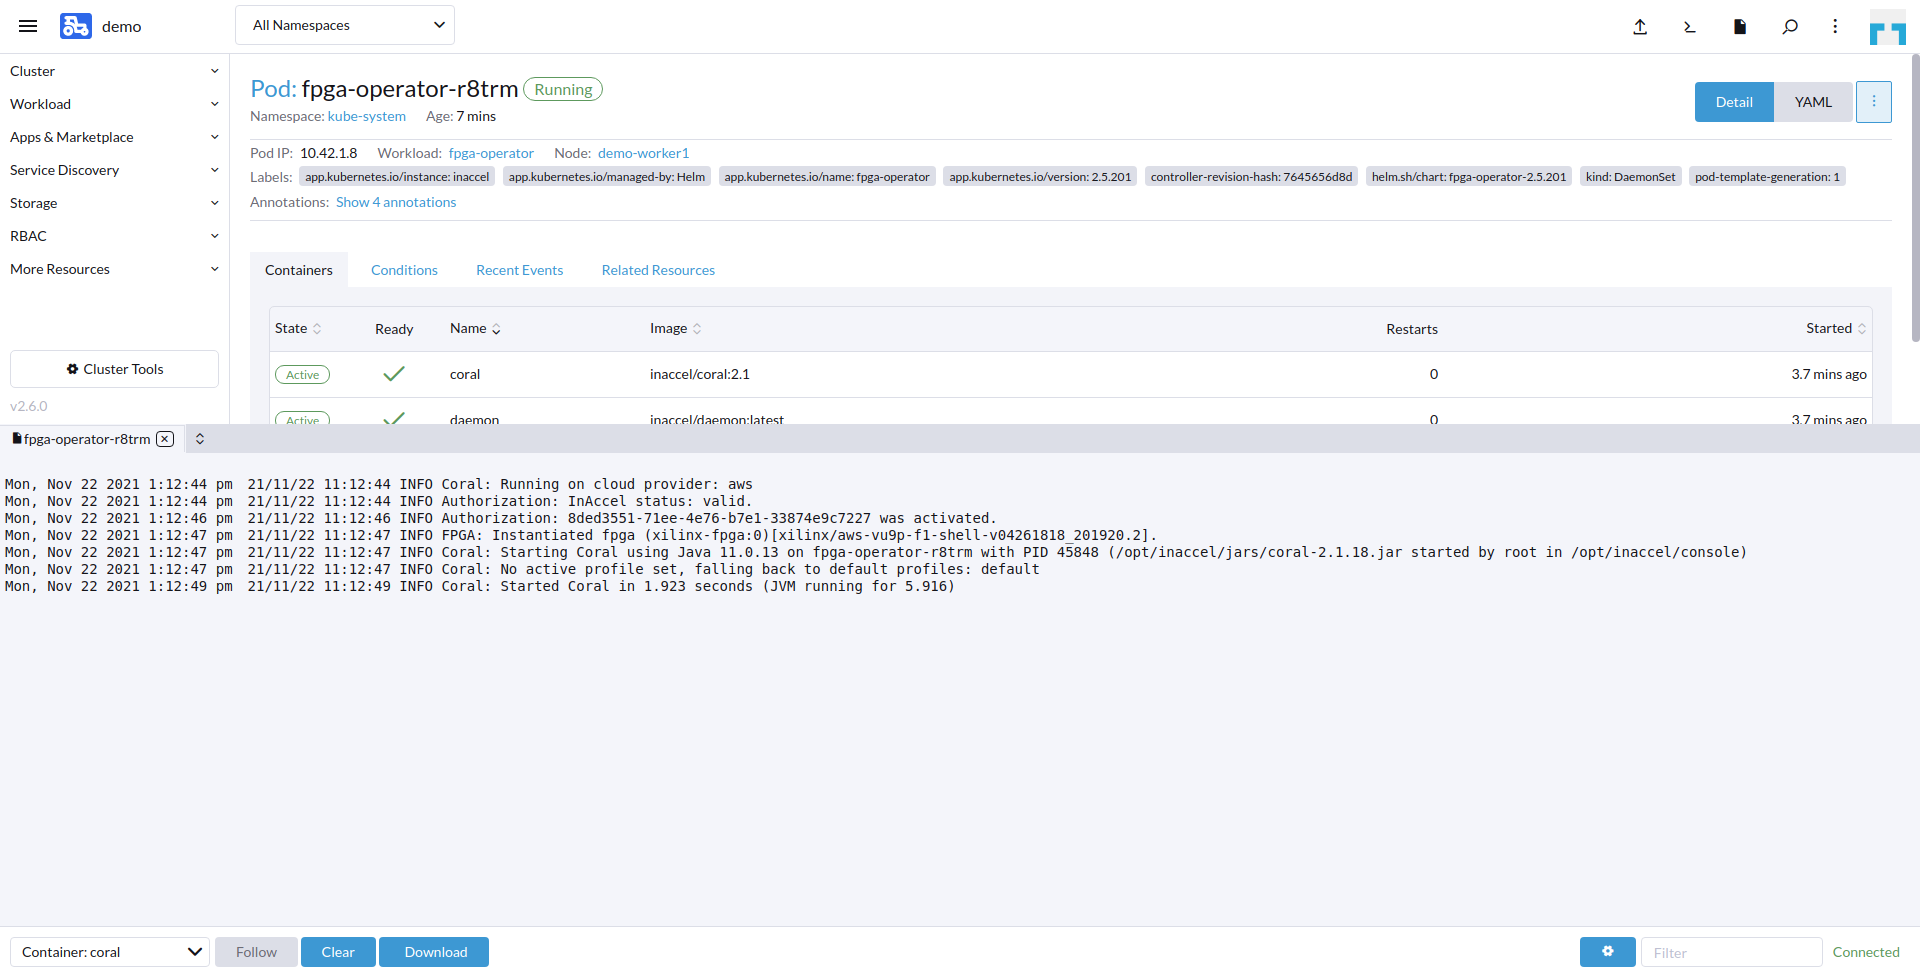 demo
All Namespaces
Cluster
Workload
Apps & Marketplace
Service Discovery
Storage
RBAC
More Resources
Cluster Tools
v2.6.0
Pod: fpga-operator-r8trm Running
Namespace: kube-system Age: 7 mins
Detail YAML
Pod IP: 10.42.1.8 Workload: fpga-operator Node: demo-worker1
Labels: app.kubernetes.io/instance: inaccel app.kubernetes.io/managed-by: Helm app.kubernetes.io/name: fpga-operator app.kubernetes.io/version: 2.5.201 controller-revision-hash: 7645656d8d helm.sh/chart: fpga-operator-2.5.201 kind: DaemonSet pod-template-generation: 1
Annotations: Show 4 annotations
Containers Conditions Recent Events Related Resources
State Ready Name Image Restarts Started
Active coral inaccel/coral:2.1 0 3.7 mins ago
Active daemon inaccel/daemon:latest 0 3.7 mins ago
fpga-operator-r8trm
Mon, Nov 22 2021 1:12:44 pm 21/11/22 11:12:44 INFO Coral: Running on cloud provider: aws
Mon, Nov 22 2021 1:12:44 pm 21/11/22 11:12:44 INFO Authorization: InAccel status: valid.
Mon, Nov 22 2021 1:12:46 pm 21/11/22 11:12:46 INFO Authorization: 8ded3551-71ee-4e76-b7e1-33874e9c7227 was activated.
Mon, Nov 22 2021 1:12:47 pm 21/11/22 11:12:47 INFO FPGA: Instantiated fpga (xilinx-fpga:0)[xilinx/aws-vu9p-f1-shell-v04261818_201920.2].
Mon, Nov 22 2021 1:12:47 pm 21/11/22 11:12:47 INFO Coral: Starting Coral using Java 11.0.13 on fpga-operator-r8trm with PID 45848 (/opt/inaccel/jars/coral-2.1.18.jar started by root in /opt/inaccel/console)
Mon, Nov 22 2021 1:12:47 pm 21/11/22 11:12:47 INFO Coral: No active profile set, falling back to default profiles: default
Mon, Nov 22 2021 1:12:49 pm 21/11/22 11:12:49 INFO Coral: Started Coral in 1.923 seconds (JVM running for 5.916)
Container: coral Follow Clear Download Filter Connected